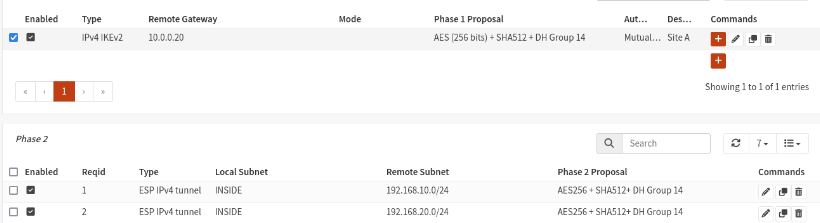 Enabled Type Remote Gateway Mode Phase 1 Proposal Aut... Des... Commands
IPv4 IKEv2 10.0.0.20 AES (256 bits) + SHA512 + DH Group 14 Mutual... Site A
« ‹ 1 › »
Showing 1 to 1 of 1 entries
Phase 2
Search 7
Enabled Reqid Type Local Subnet Remote Subnet Phase 2 Proposal Commands
1 ESP IPv4 tunnel INSIDE 192.168.10.0/24 AES256 + SHA512+ DH Group 14
2 ESP IPv4 tunnel INSIDE 192.168.20.0/24 AES256 + SHA512+ DH Group 14